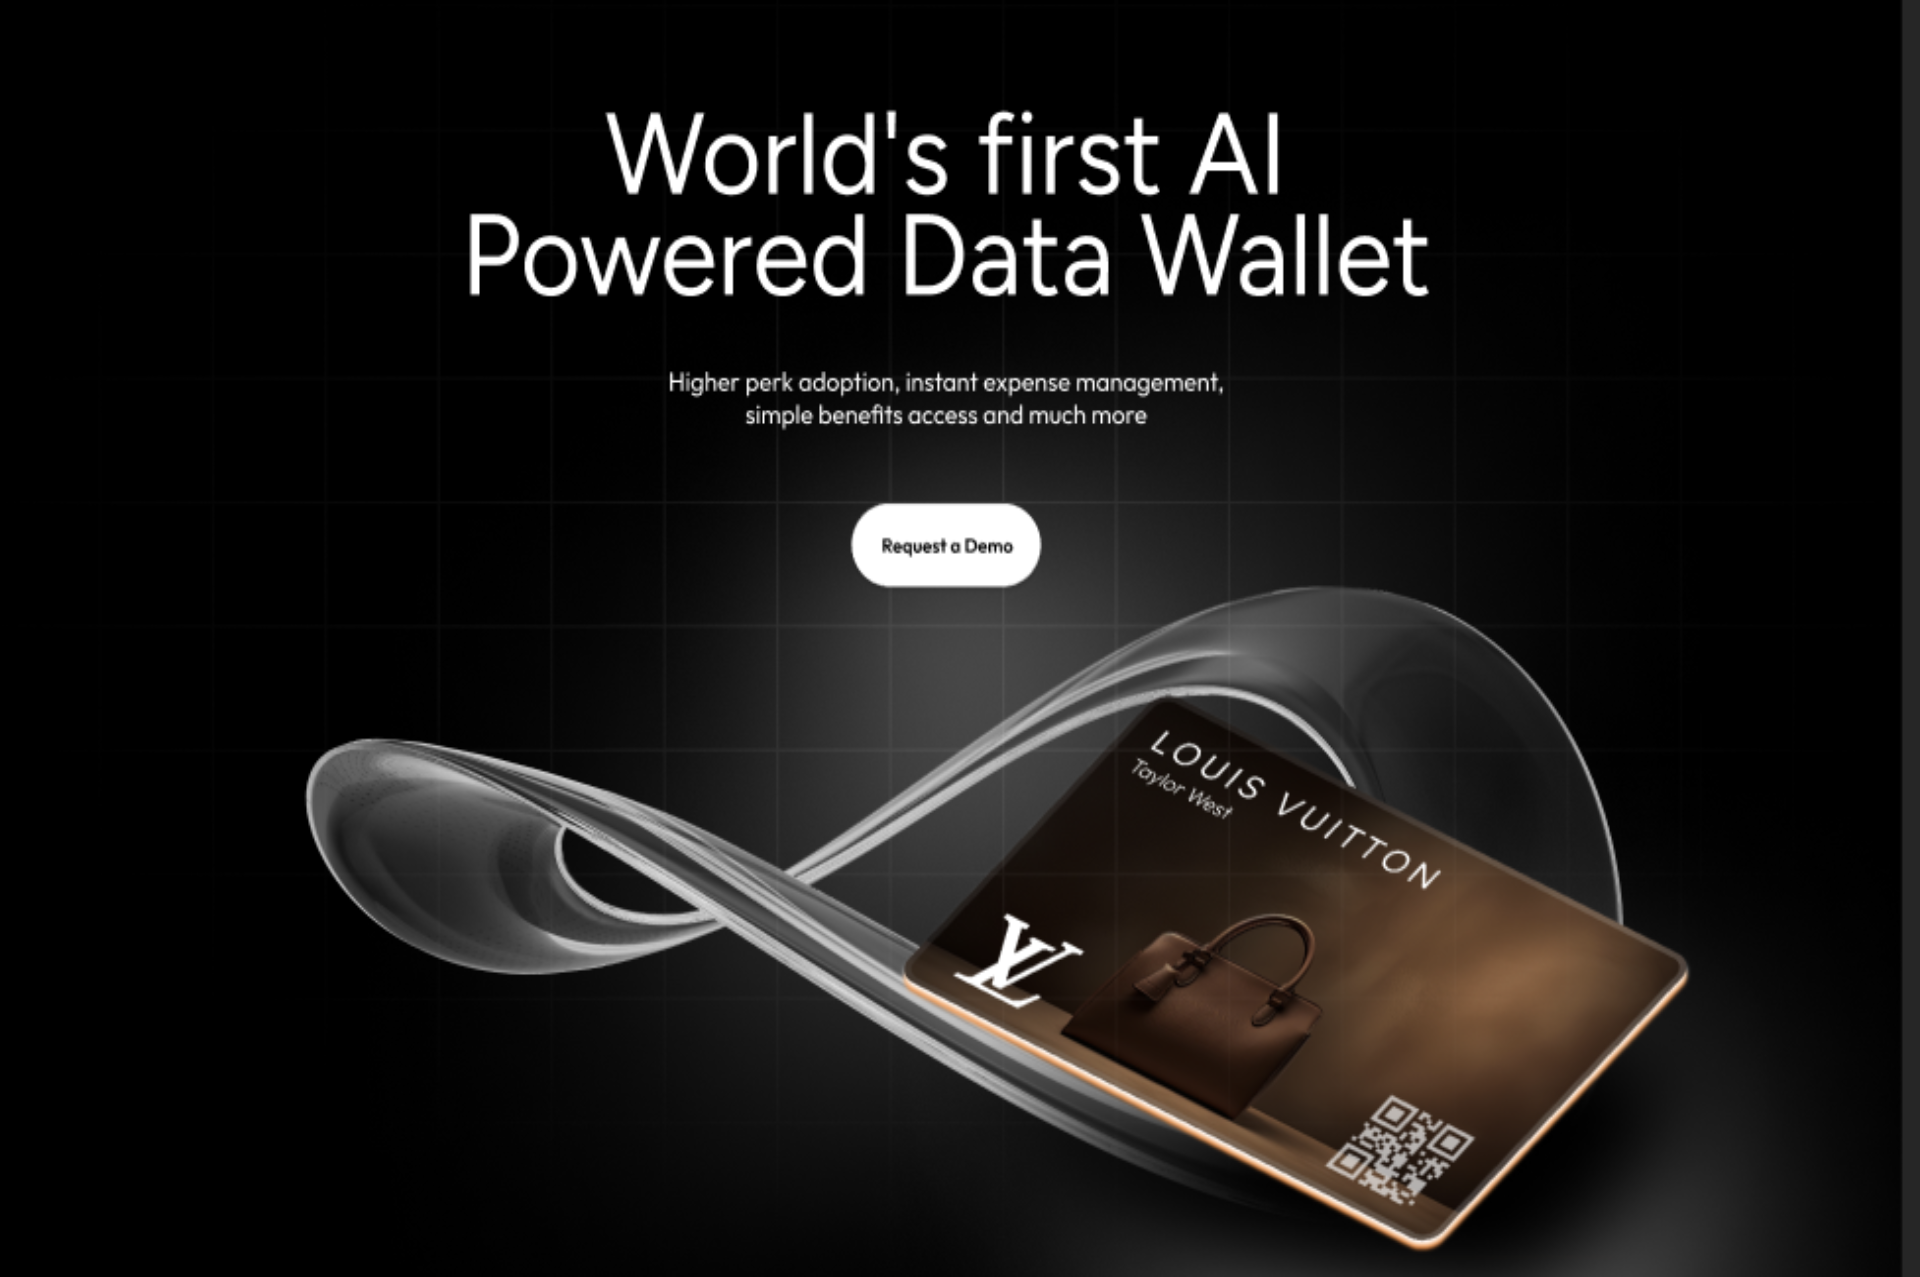 World's first AI
Powered Data Wallet
Higher perk adoption, instant expense management,
simple benefits access and much more
Request a Demo
LOUIS VUITTON
Taylor West
LV